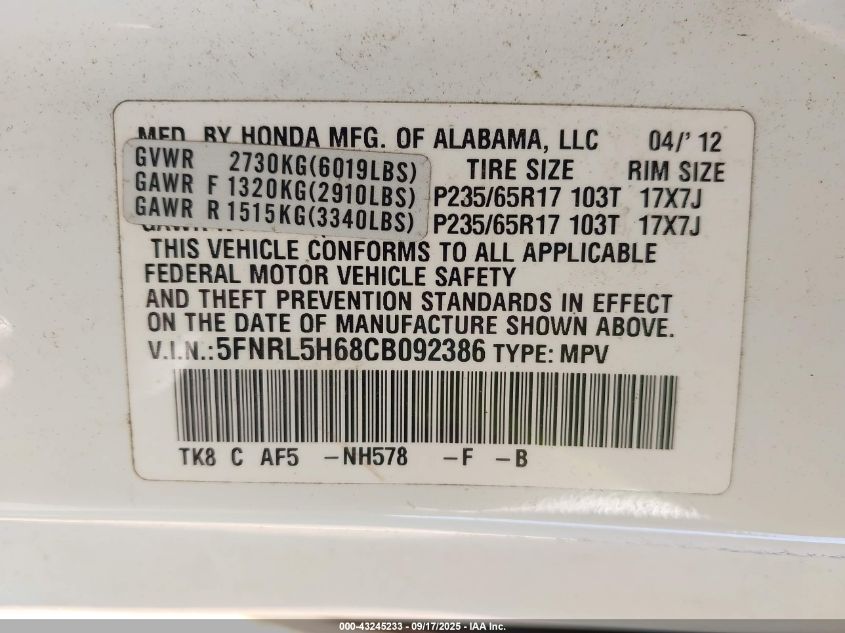 MFD. BY HONDA MFG. OF ALABAMA, LLC 04/' 12
GVWR 2730KG(6019LBS) TIRE SIZE RIM SIZE
GAWR F 1320KG(2910LBS) P235/65R17 103T 17X7J
GAWR R 1515KG(3340LBS) P235/65R17 103T 17X7J
THIS VEHICLE CONFORMS TO ALL APPLICABLE
FEDERAL MOTOR VEHICLE SAFETY
AND THEFT PREVENTION STANDARDS IN EFFECT
ON THE DATE OF MANUFACTURE SHOWN ABOVE.
V.I.N.:5FNRL5H68CB092386 TYPE: MPV
TK8 C AF5 -NH578 -F -B
000-43245233 - 09/17/2025 - IAA Inc.